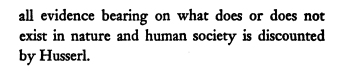 all evidence bearing on what does or does not
exist in nature and human society is discounted
by Husserl.